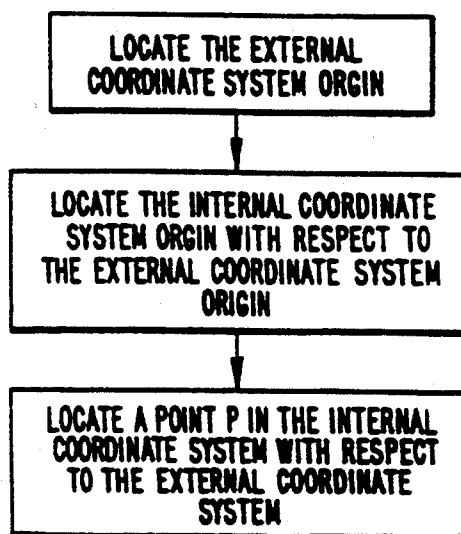 LOCATE THE EXTERNAL
COORDINATE SYSTEM ORGIN
LOCATE THE INTERNAL COORDINATE
SYSTEM ORGIN WITH RESPECT TO
THE EXTERNAL COORDINATE SYSTEM
ORIGIN
LOCATE A POINT P IN THE INTERNAL
COORDINATE SYSTEM WITH RESPECT
TO THE EXTERNAL COORDINATE
SYSTEM